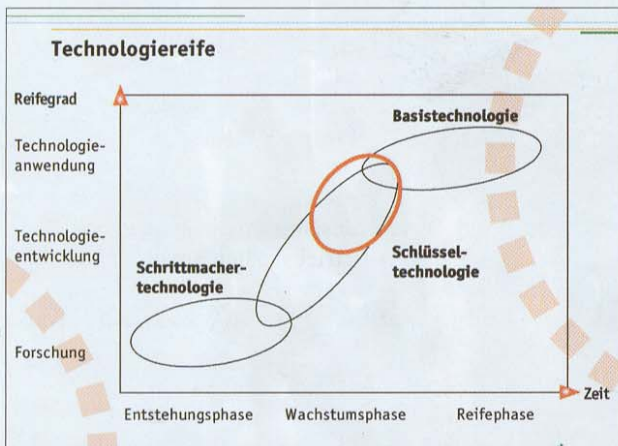 Technologiereife
Reifegrad
Basistechnologie
Technologie-
anwendung
Technologie-
entwicklung
Schlüssel-
technologie
Schrittmacher-
technologie
Forschung
Zeit
Entstehungsphase
Wachstumsphase
Reifephase